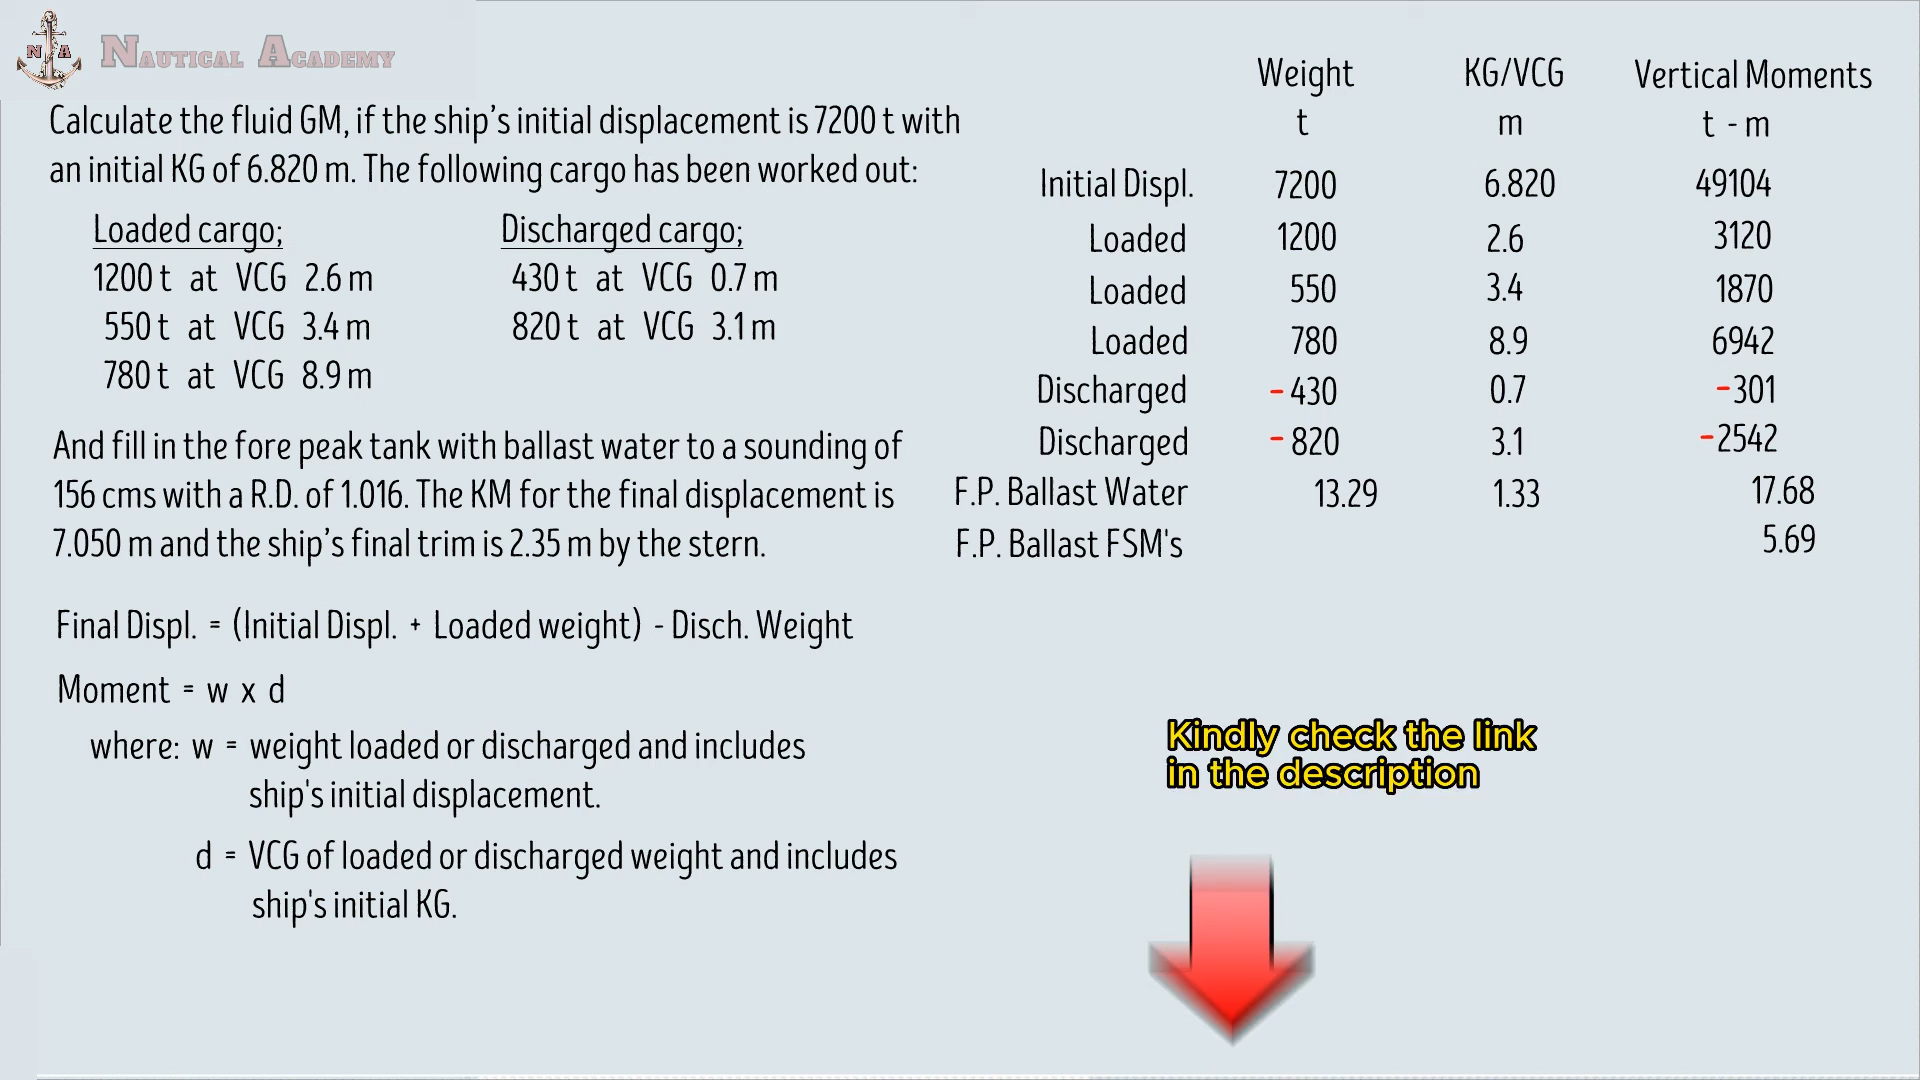 NAUTICAL ACADEMY
N A
Calculate the fluid GM, if the ship's initial displacement is 7200 t with
an initial KG of 6.820 m. The following cargo has been worked out:
Loaded cargo; Discharged cargo;
1200 t at VCG 2.6 m 430 t at VCG 0.7 m
550 t at VCG 3.4 m 820 t at VCG 3.1 m
780 t at VCG 8.9 m
And fill in the fore peak tank with ballast water to a sounding of
156 cms with a R.D. of 1.016. The KM for the final displacement is
7.050 m and the ship's final trim is 2.35 m by the stern.
Final Displ. = (Initial Displ. + Loaded weight) - Disch. Weight
Moment = w x d
where: w = weight loaded or discharged and includes
ship's initial displacement.
d = VCG of loaded or discharged weight and includes
ship's initial KG.
Weight KG/VCG Vertical Moments
t m t - m
Initial Displ. 7200 6.820 49104
Loaded 1200 2.6 3120
Loaded 550 3.4 1870
Loaded 780 8.9 6942
Discharged -430 0.7 -301
Discharged -820 3.1 -2542
F.P. Ballast Water 13.29 1.33 17.68
F.P. Ballast FSM's 5.69
Kindly check the link
in the description